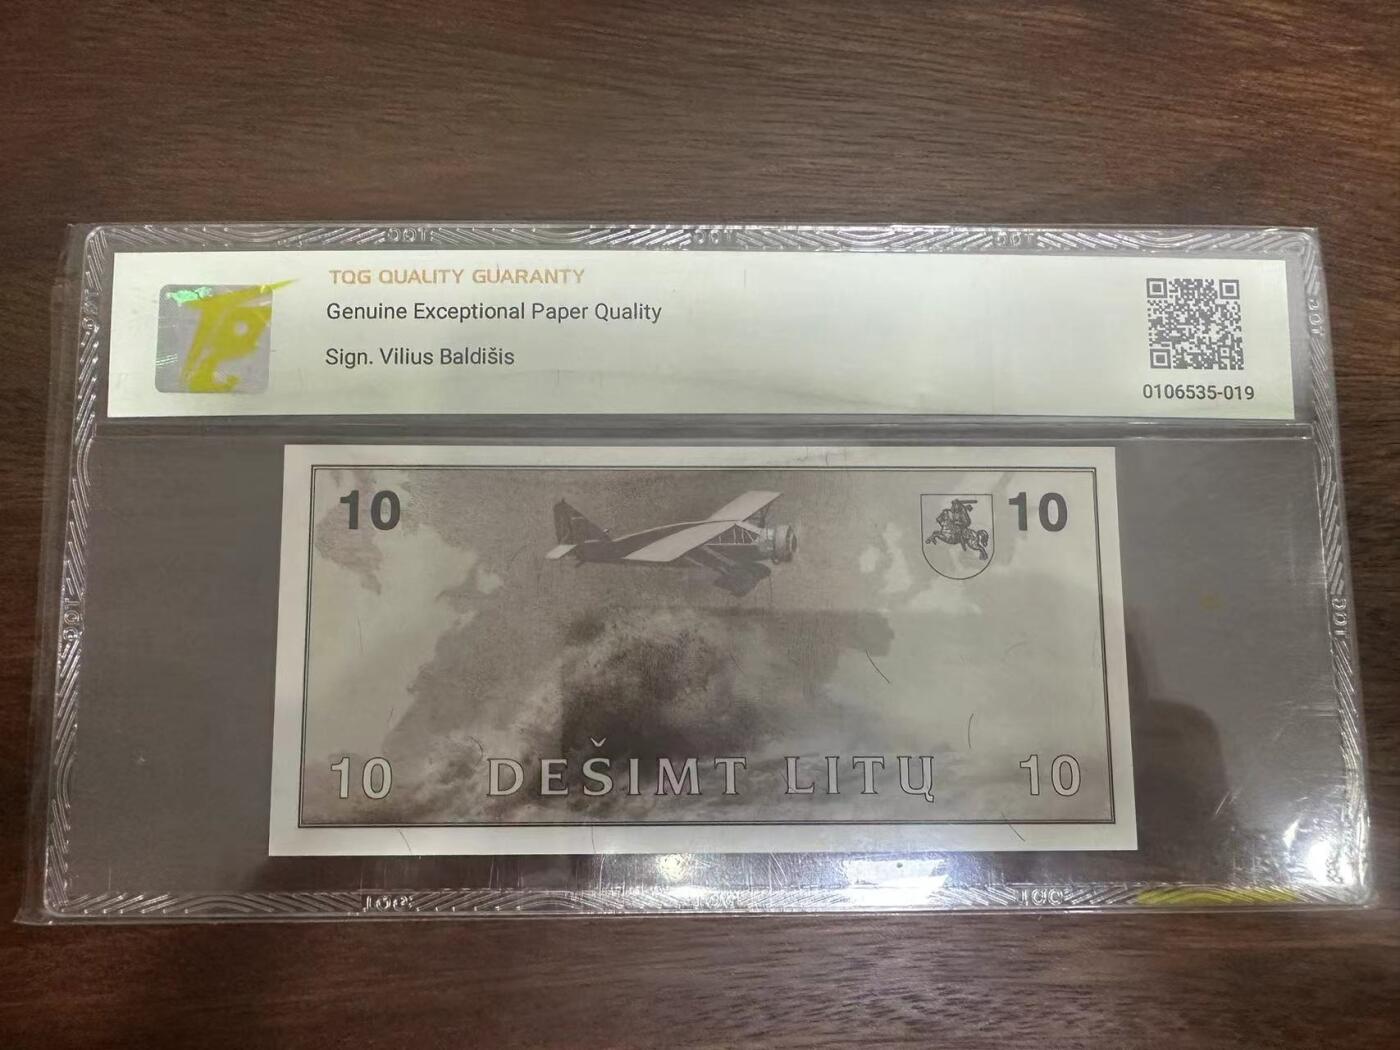 TQG QUALITY GUARANTY
Genuine Exceptional Paper Quality
Sign. Vilius Baldišis
0106535-019
10
10
10
DEŠIMT LITŲ
10